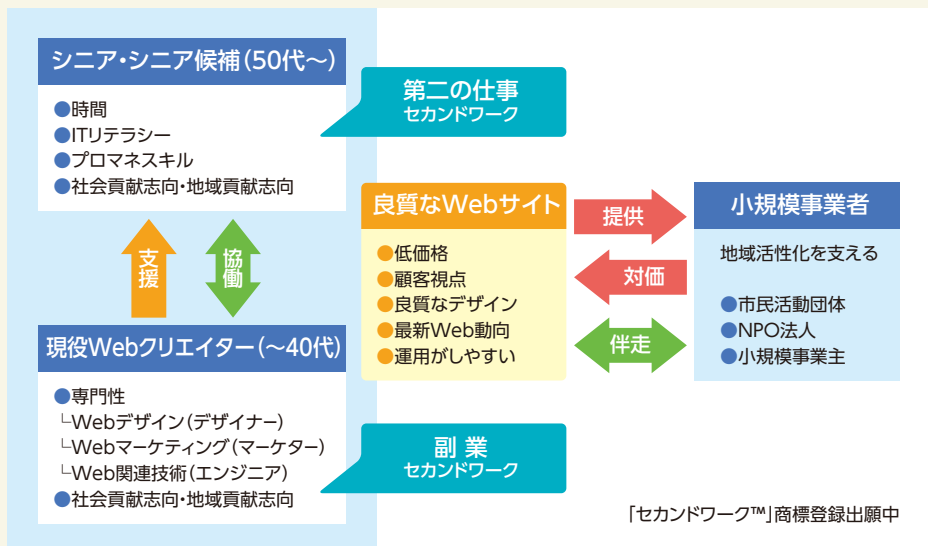 シニア・シニア候補(50代～)
●時間
●ITリテラシー
●プロマネスキル
●社会貢献志向・地域貢献志向
第二の仕事
セカンドワーク
支援
協働
現役Webクリエイター(～40代)
●専門性
└Webデザイン(デザイナー)
└Webマーケティング(マーケター)
└Web関連技術(エンジニア)
●社会貢献志向・地域貢献志向
副 業
セカンドワーク
良質なWebサイト
●低価格
●顧客視点
●良質なデザイン
●最新Web動向
●運用がしやすい
提供
対価
伴走
小規模事業者
地域活性化を支える
●市民活動団体
●NPO法人
●小規模事業主
「セカンドワーク™」商標登録出願中